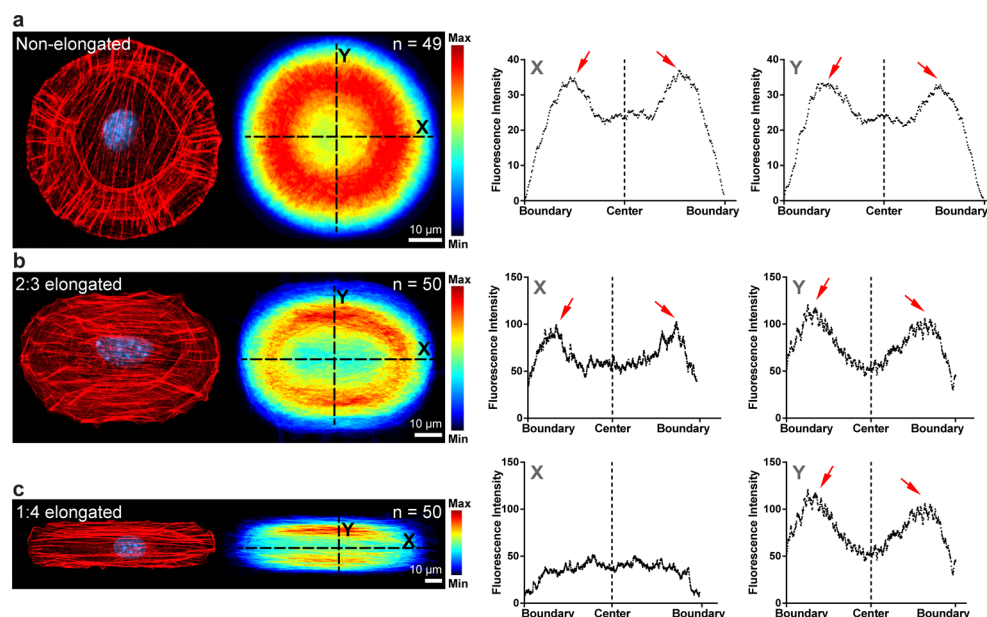 a
Non-elongated
n = 49
Y
X
10 µm
Max
Min
X
Fluorescence Intensity
40
30
20
10
0
Boundary
Center
Boundary
Y
Fluorescence Intensity
40
30
20
10
0
Boundary
Center
Boundary
b
2:3 elongated
n = 50
Y
X
10 µm
Max
Min
X
Fluorescence Intensity
150
100
50
0
Boundary
Center
Boundary
Y
Fluorescence Intensity
150
100
50
0
Boundary
Center
Boundary
c
1:4 elongated
n = 50
Y
X
10 µm
Max
Min
X
Fluorescence Intensity
150
100
50
0
Boundary
Center
Boundary
Y
Fluorescence Intensity
150
100
50
0
Boundary
Center
Boundary